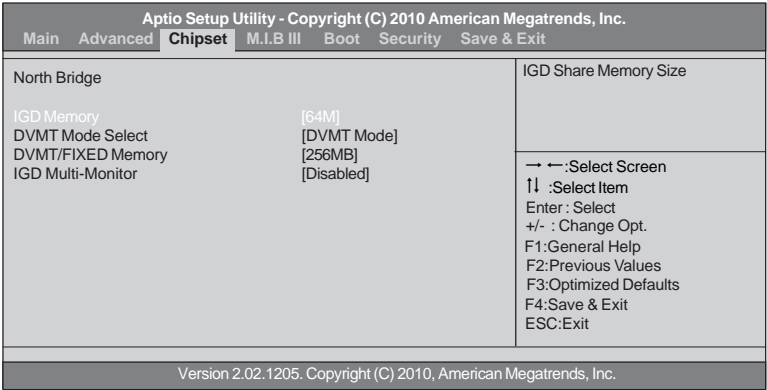 Aptio Setup Utility - Copyright (C) 2010 American Megatrends, Inc.
Main Advanced Chipset M.I.B III Boot Security Save & Exit
North Bridge
IGD Memory [64M]
DVMT Mode Select [DVMT Mode]
DVMT/FIXED Memory [256MB]
IGD Multi-Monitor [Disabled]
IGD Share Memory Size
→ ←:Select Screen
↑↓ :Select Item
Enter : Select
+/- : Change Opt.
F1:General Help
F2:Previous Values
F3:Optimized Defaults
F4:Save & Exit
ESC:Exit
Version 2.02.1205. Copyright (C) 2010, American Megatrends, Inc.